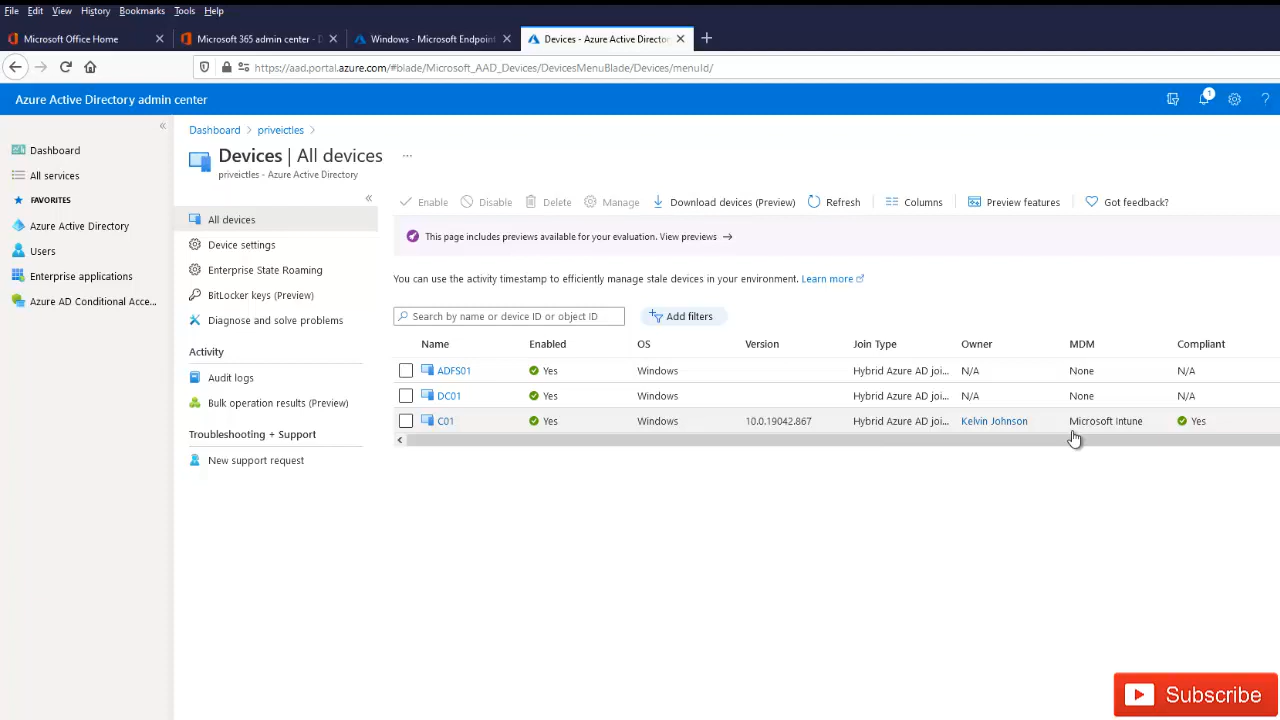 File Edit View History Bookmarks Tools Help
Microsoft Office Home
Microsoft 365 admin center - D
Windows - Microsoft Endpoint
Devices - Azure Active Director
https://aad.portal.azure.com/#blade/Microsoft_AAD_Devices/DevicesMenuBlade/Devices/menuId/
Azure Active Directory admin center
1
?
Dashboard
All services
FAVORITES
Azure Active Directory
Users
Enterprise applications
Azure AD Conditional Acce...
Dashboard > priveictles >
Devices | All devices ...
priveictles - Azure Active Directory
All devices
Device settings
Enterprise State Roaming
BitLocker keys (Preview)
Diagnose and solve problems
Activity
Audit logs
Bulk operation results (Preview)
Troubleshooting + Support
New support request
Enable Disable Delete Manage Download devices (Preview) Refresh Columns Preview features Got feedback?
This page includes previews available for your evaluation. View previews →
You can use the activity timestamp to efficiently manage stale devices in your environment. Learn more
Search by name or device ID or object ID
Add filters
Name Enabled OS Version Join Type Owner MDM Compliant
ADFS01 Yes Windows Hybrid Azure AD joi... N/A None N/A
DC01 Yes Windows Hybrid Azure AD joi... N/A None N/A
C01 Yes Windows 10.0.19042.867 Hybrid Azure AD joi... Kelvin Johnson Microsoft Intune Yes
Subscribe